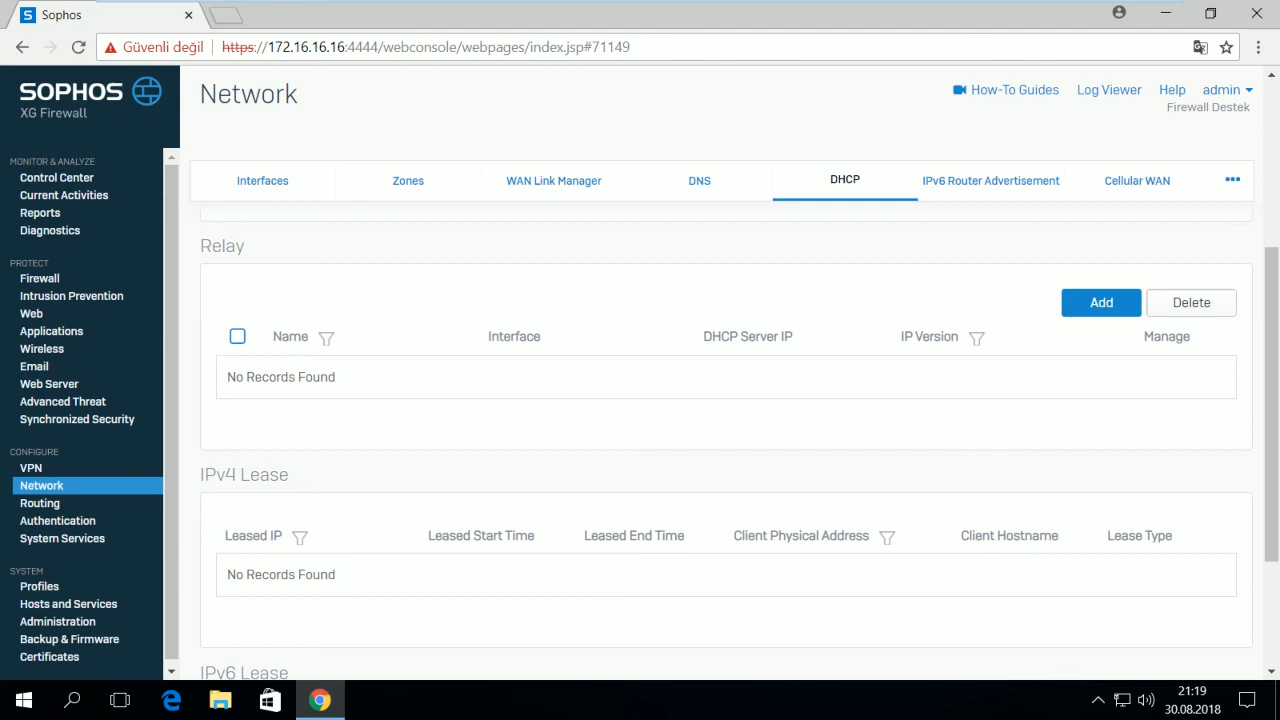 Sophos
Güvenli değil https://172.16.16.16:4444/webconsole/webpages/index.jsp#71149
SOPHOS
XG Firewall
MONITOR & ANALYZE
Control Center
Current Activities
Reports
Diagnostics
PROTECT
Firewall
Intrusion Prevention
Web
Applications
Wireless
Email
Web Server
Advanced Threat
Synchronized Security
CONFIGURE
VPN
Network
Routing
Authentication
System Services
SYSTEM
Profiles
Hosts and Services
Administration
Backup & Firmware
Certificates
Network
How-To Guides Log Viewer Help admin
Firewall Destek
Interfaces Zones WAN Link Manager DNS DHCP IPv6 Router Advertisement Cellular WAN
Relay
Add Delete
Name Interface DHCP Server IP IP Version Manage
No Records Found
IPv4 Lease
Leased IP Leased Start Time Leased End Time Client Physical Address Client Hostname Lease Type
No Records Found
IPv6 Lease
21:19
30.08.2018